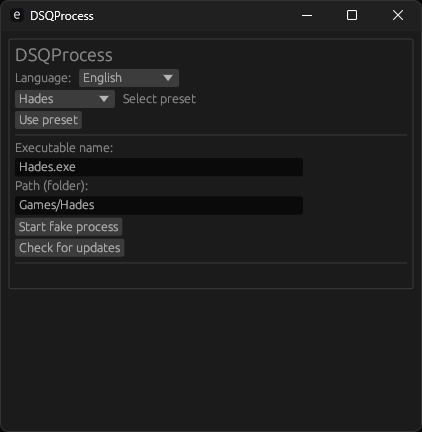 e DSQProcess
DSQProcess
Language: English
Hades Select preset
Use preset
Executable name:
Hades.exe
Path (folder):
Games/Hades
Start fake process
Check for updates